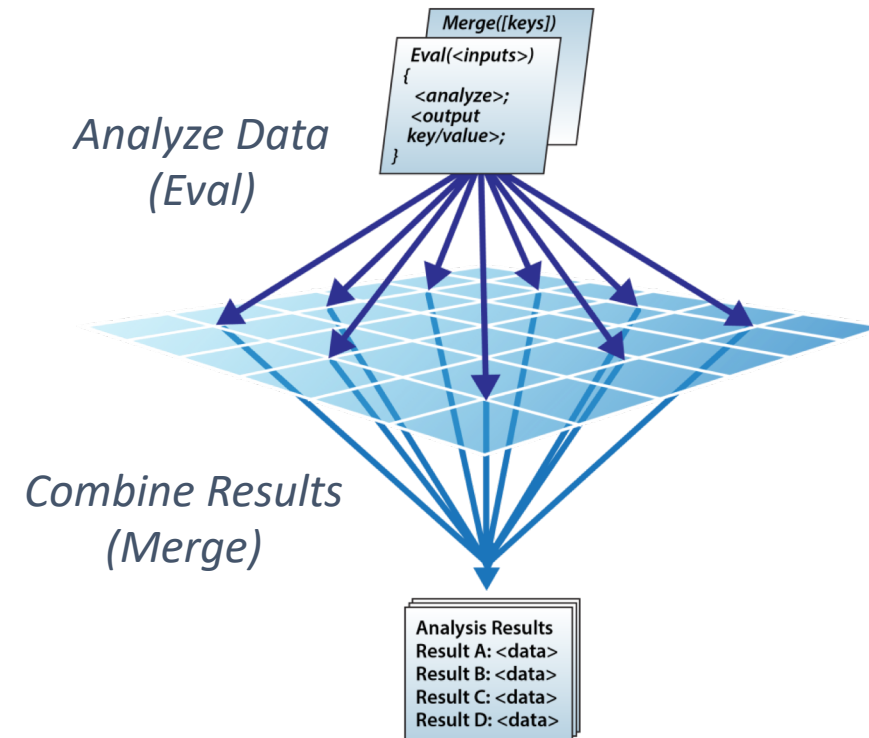 Merge([keys])
Eval(<inputs>)
{
<analyze>;
<output
key/value>;
}
Analyze Data
(Eval)
Combine Results
(Merge)
Analysis Results
Result A: <data>
Result B: <data>
Result C: <data>
Result D: <data>